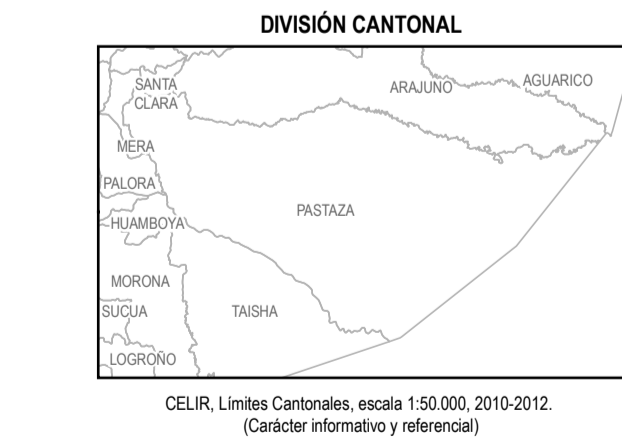 DIVISIÓN CANTONAL
SANTA
CLARA
ARAJUNO
AGUARICO
MERA
PALORA
PASTAZA
HUAMBOYA
MORONA
SUCUA
TAISHA
LOGROÑO
CELIR, Límites Cantonales, escala 1:50.000, 2010-2012.
(Carácter informativo y referencial)